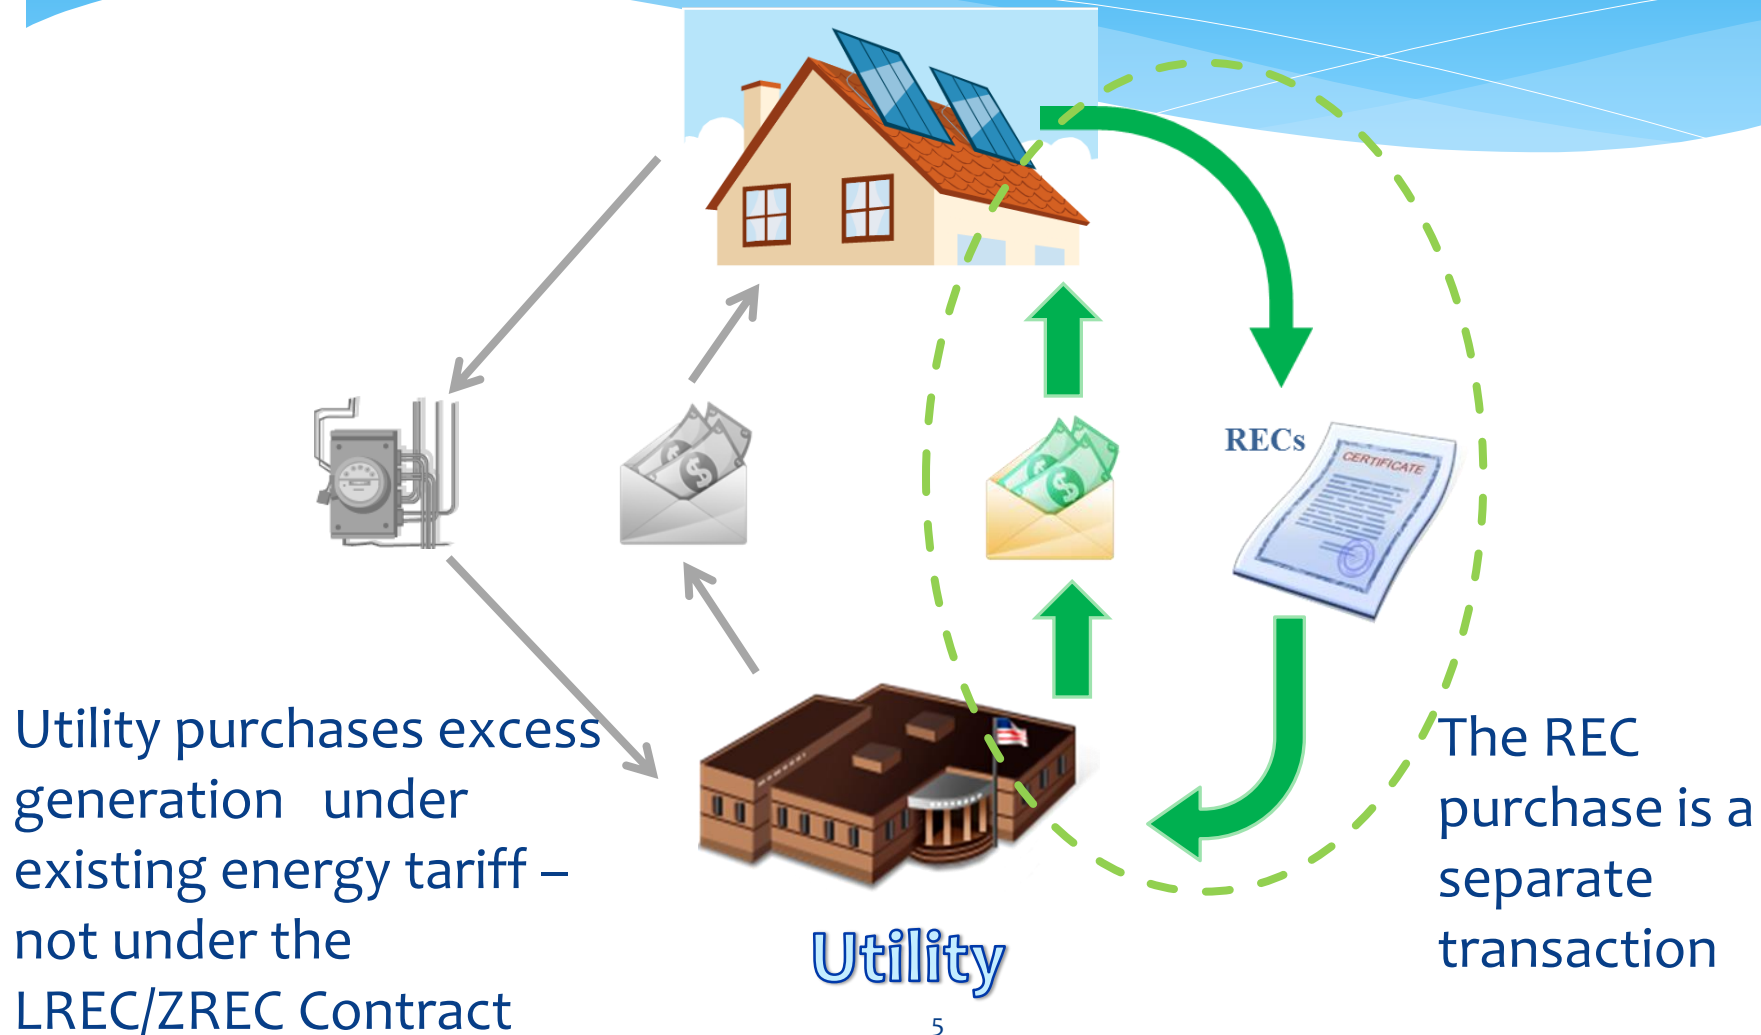 RECs
CERTIFICATE
Utility purchases excess
generation under
existing energy tariff –
not under the
LREC/ZREC Contract
The REC
purchase is a
separate
transaction
Utility
5